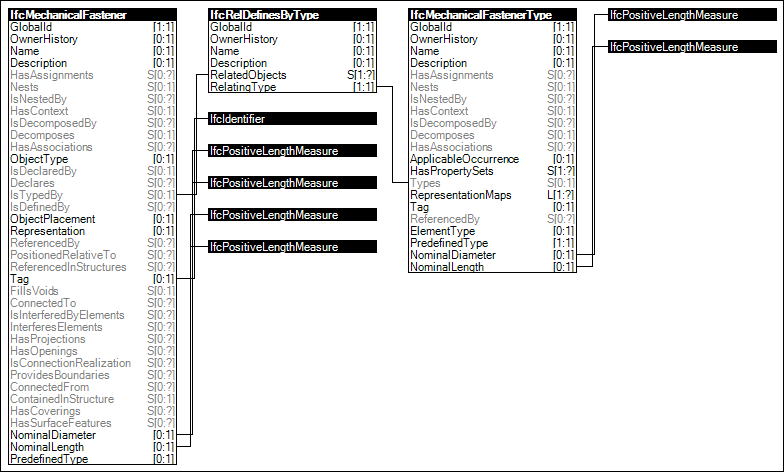 IfcMechanicalFastener
GlobalId [1:1]
OwnerHistory [0:1]
Name [0:1]
Description [0:1]
HasAssignments S[0:?]
Nests S[0:1]
IsNestedBy S[0:?]
HasContext S[0:1]
IsDecomposedBy S[0:?]
Decomposes S[0:1]
HasAssociations S[0:?]
ObjectType [0:1]
IsDeclaredBy S[0:1]
Declares S[0:?]
IsTypedBy S[0:1]
IsDefinedBy S[0:?]
ObjectPlacement [0:1]
Representation [0:1]
ReferencedBy S[0:?]
PositionedRelativeTo S[0:?]
ReferencedInStructures S[0:?]
Tag [0:1]
FillsVoids S[0:1]
ConnectedTo S[0:?]
IsInterferedByElements S[0:?]
InterferesElements S[0:?]
HasProjections S[0:?]
HasOpenings S[0:?]
IsConnectionRealization S[0:?]
ProvidesBoundaries S[0:?]
ConnectedFrom S[0:?]
ContainedInStructure S[0:1]
HasCoverings S[0:?]
HasSurfaceFeatures S[0:?]
NominalDiameter [0:1]
NominalLength [0:1]
PredefinedType [0:1]
IfcRelDefinesByType
GlobalId [1:1]
OwnerHistory [0:1]
Name [0:1]
Description [0:1]
RelatedObjects S[1:?]
RelatingType [1:1]
IfcIdentifier
IfcPositiveLengthMeasure
IfcPositiveLengthMeasure
IfcPositiveLengthMeasure
IfcPositiveLengthMeasure
IfcMechanicalFastenerType
GlobalId [1:1]
OwnerHistory [0:1]
Name [0:1]
Description [0:1]
HasAssignments S[0:?]
Nests S[0:1]
IsNestedBy S[0:?]
HasContext S[0:1]
IsDecomposedBy S[0:?]
Decomposes S[0:1]
HasAssociations S[0:?]
ApplicableOccurrence [0:1]
HasPropertySets S[1:?]
Types S[0:1]
RepresentationMaps L[1:?]
Tag [0:1]
ReferencedBy S[0:?]
ElementType [0:1]
PredefinedType [1:1]
NominalDiameter [0:1]
NominalLength [0:1]
IfcPositiveLengthMeasure
IfcPositiveLengthMeasure